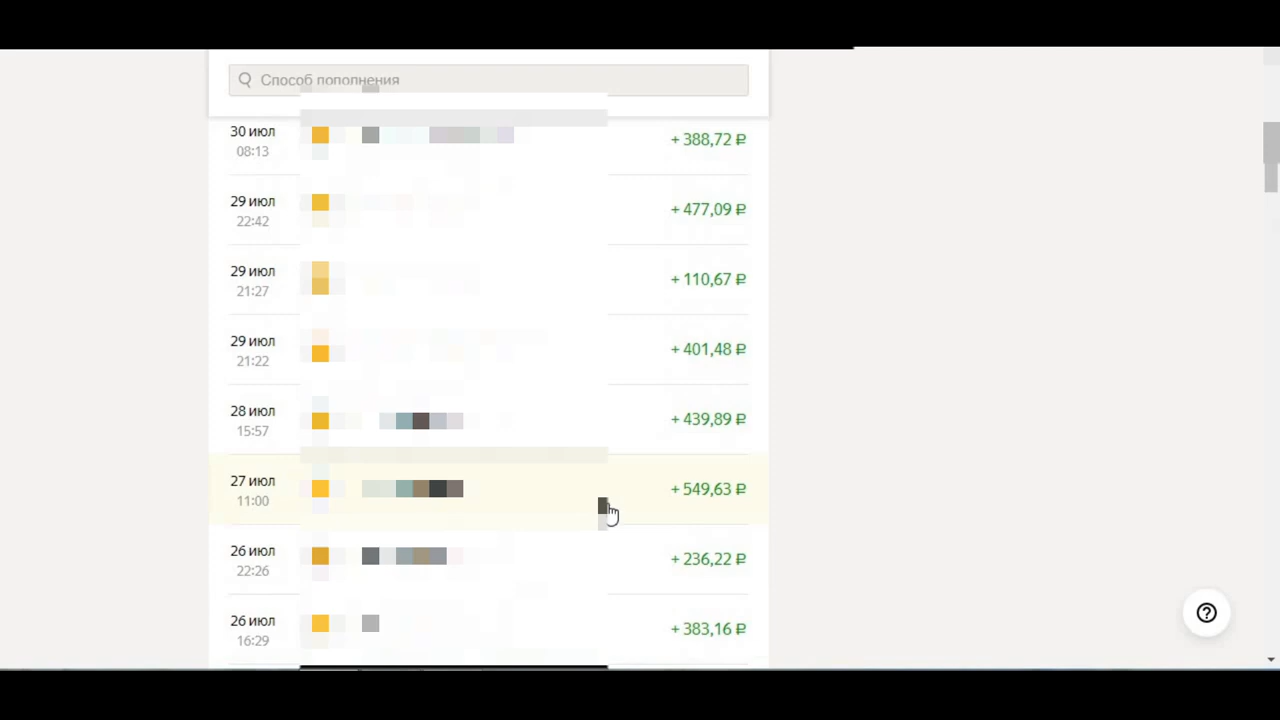 Способ пополнения
30 июл
08:13
+ 388,72 ₽
29 июл
22:42
+ 477,09 ₽
29 июл
21:27
+ 110,67 ₽
29 июл
21:22
+ 401,48 ₽
28 июл
15:57
+ 439,89 ₽
27 июл
11:00
+ 549,63 ₽
26 июл
22:26
+ 236,22 ₽
26 июл
16:29
+ 383,16 ₽